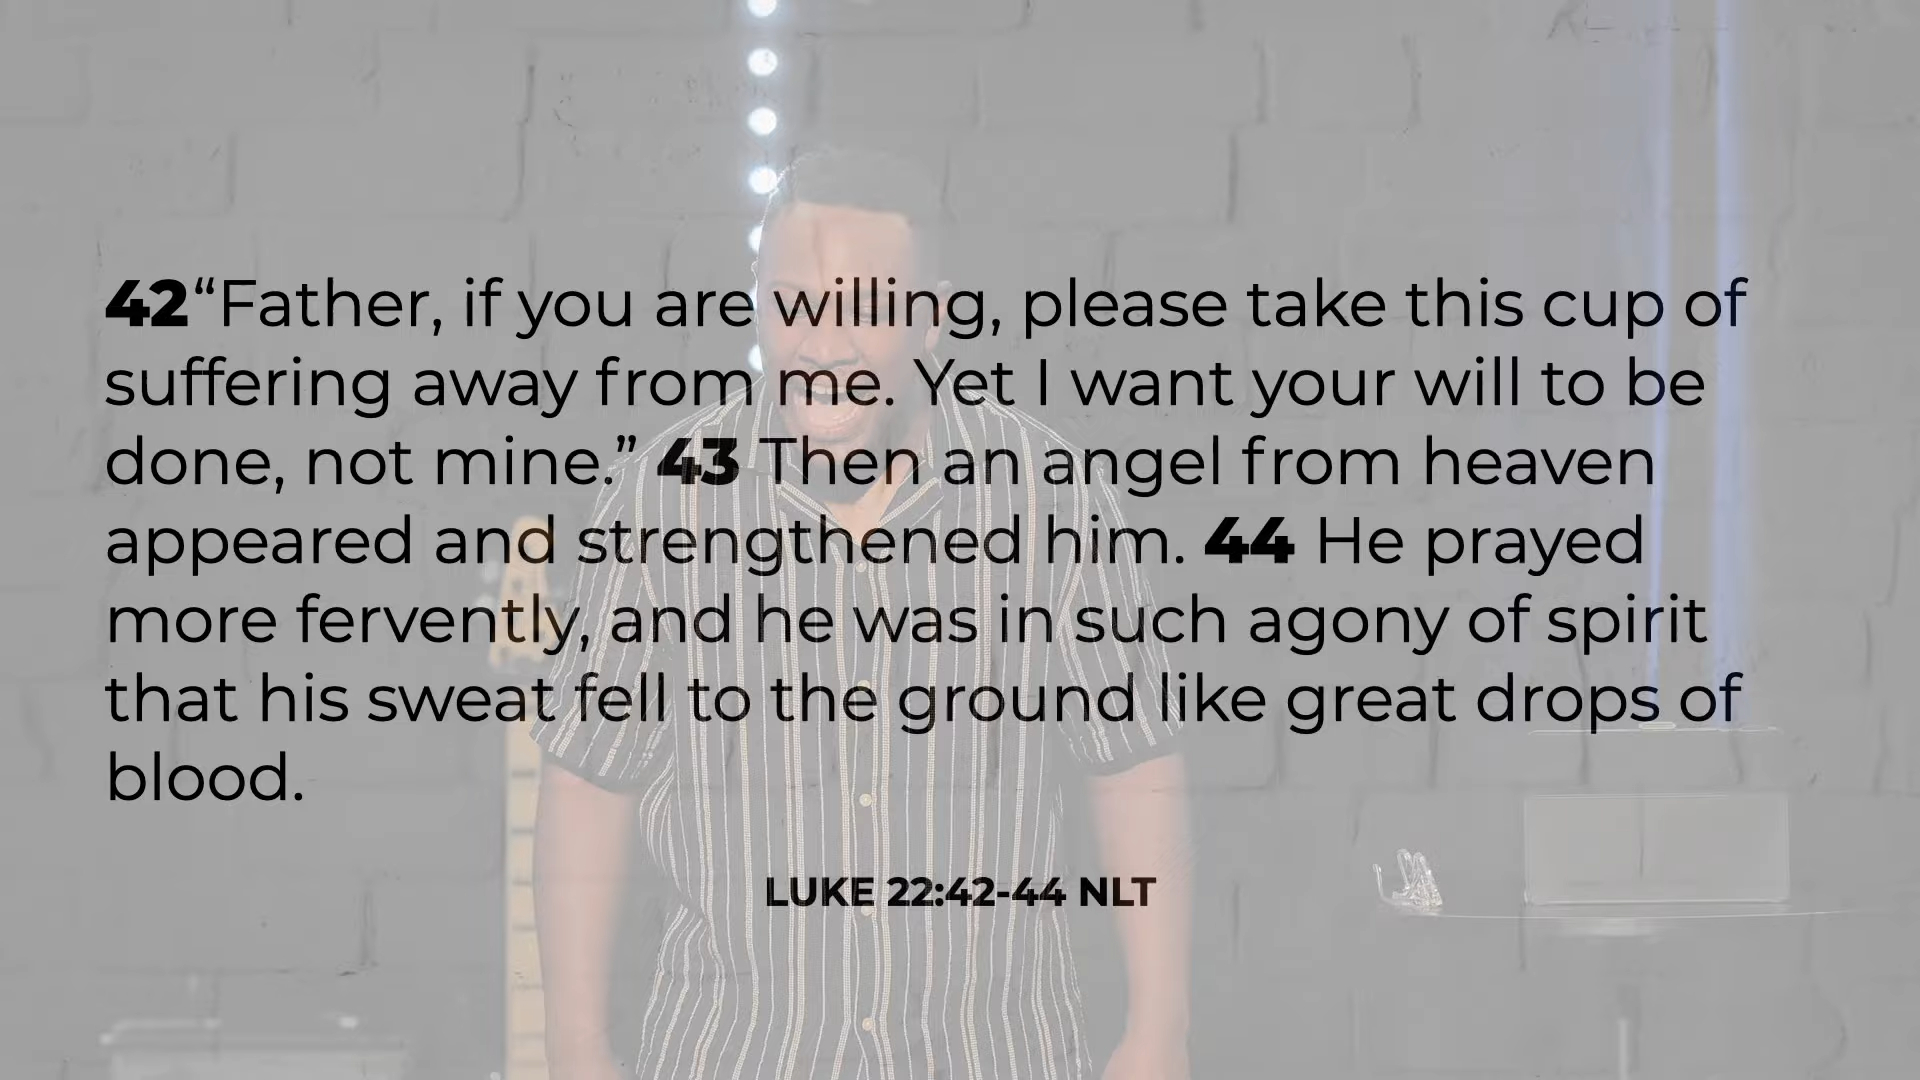 42“Father, if you are willing, please take this cup of
suffering away from me. Yet I want your will to be
done, not mine.” 43 Then an angel from heaven
appeared and strengthened him. 44 He prayed
more fervently, and he was in such agony of spirit
that his sweat fell to the ground like great drops of
blood.
LUKE 22:42-44 NLT